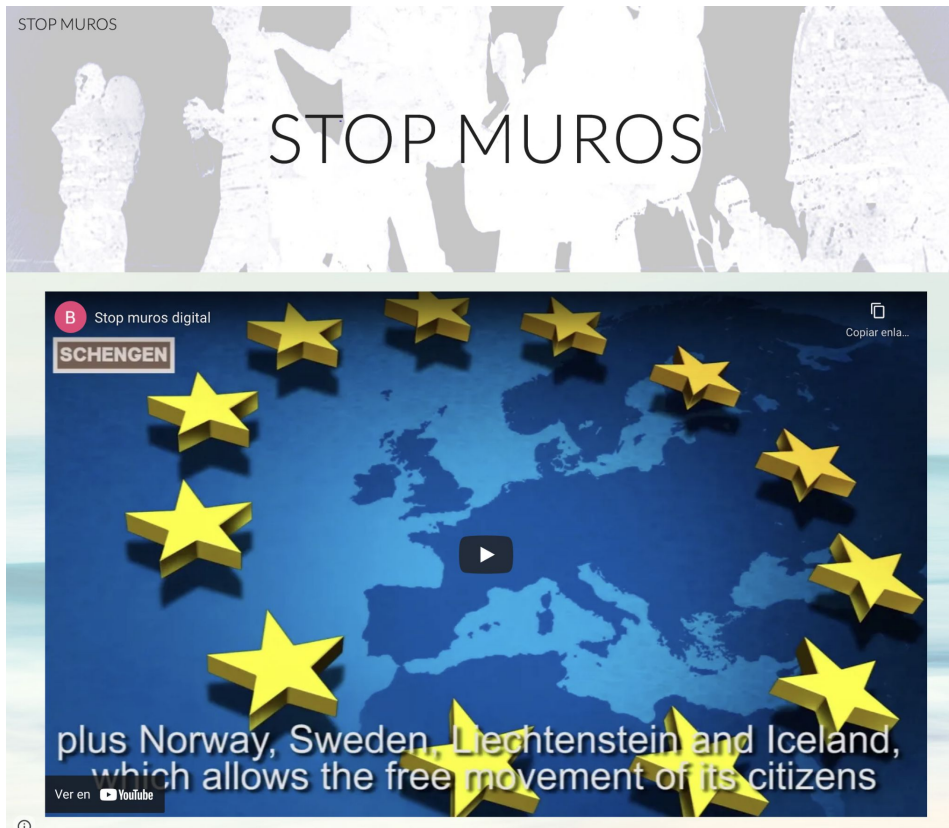 STOP MUROS
STOP MUROS
B
Stop muros digital
Copiar enla...
SCHENGEN
plus Norway, Sweden, Liechtenstein and Iceland,
which allows the free movement of its citizens
Ver en YouTube